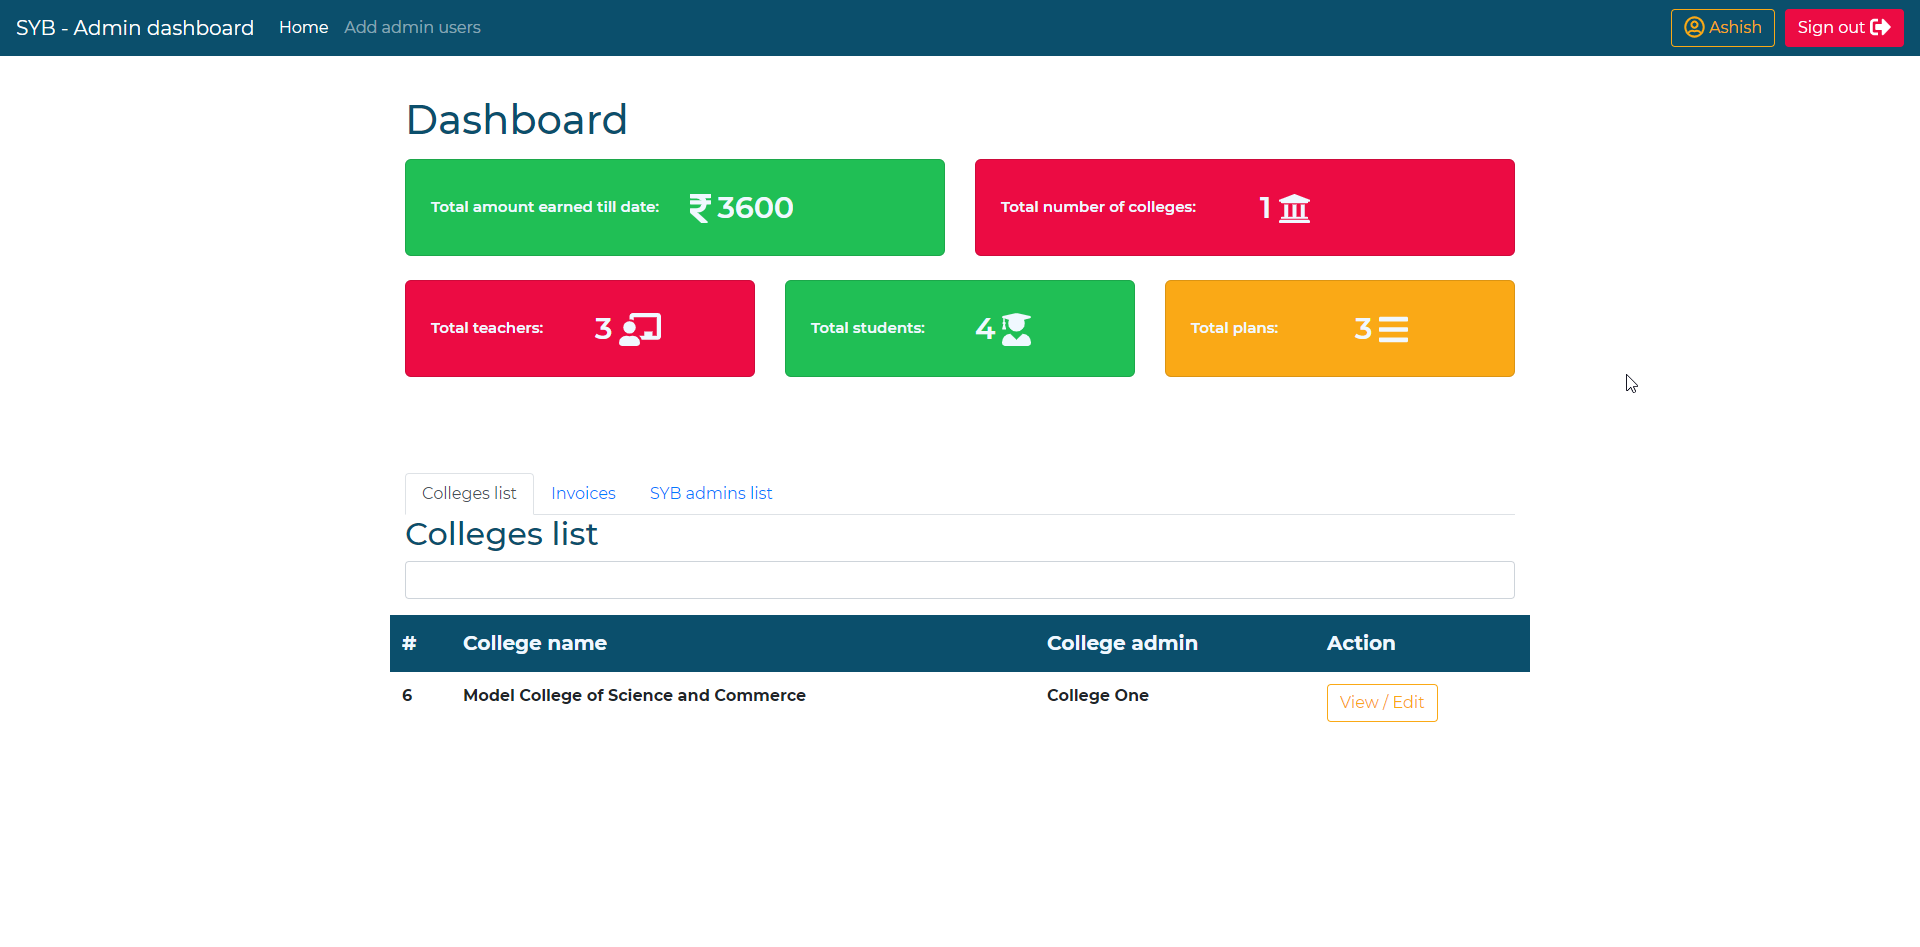 SYB - Admin dashboard Home Add admin users Ashish Sign out
Dashboard
Total amount earned till date: ₹ 3600 Total number of colleges: 1
Total teachers: 3 Total students: 4 Total plans: 3
Colleges list Invoices SYB admins list
Colleges list
# College name College admin Action
6 Model College of Science and Commerce College One View / Edit